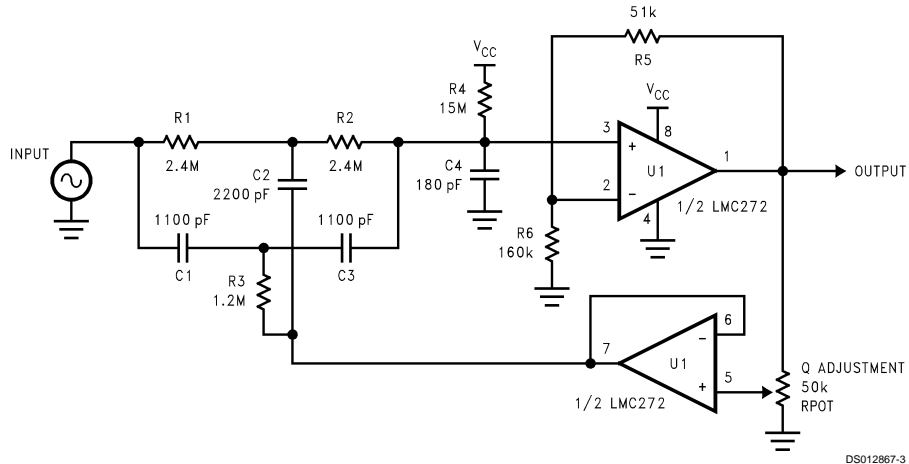 51k
R5
VCC
R4
15M
VCC
R1
R2
3
8
+
INPUT
2.4M
2.4M
C2
2200 pF
C4
180 pF
U1
1
OUTPUT
2
−
1/2 LMC272
4
1100 pF
1100 pF
R6
160k
C1
C3
R3
1.2M
6
−
7
U1
Q ADJUSTMENT
5
50k
+
RPOT
1/2 LMC272
DS012867-3